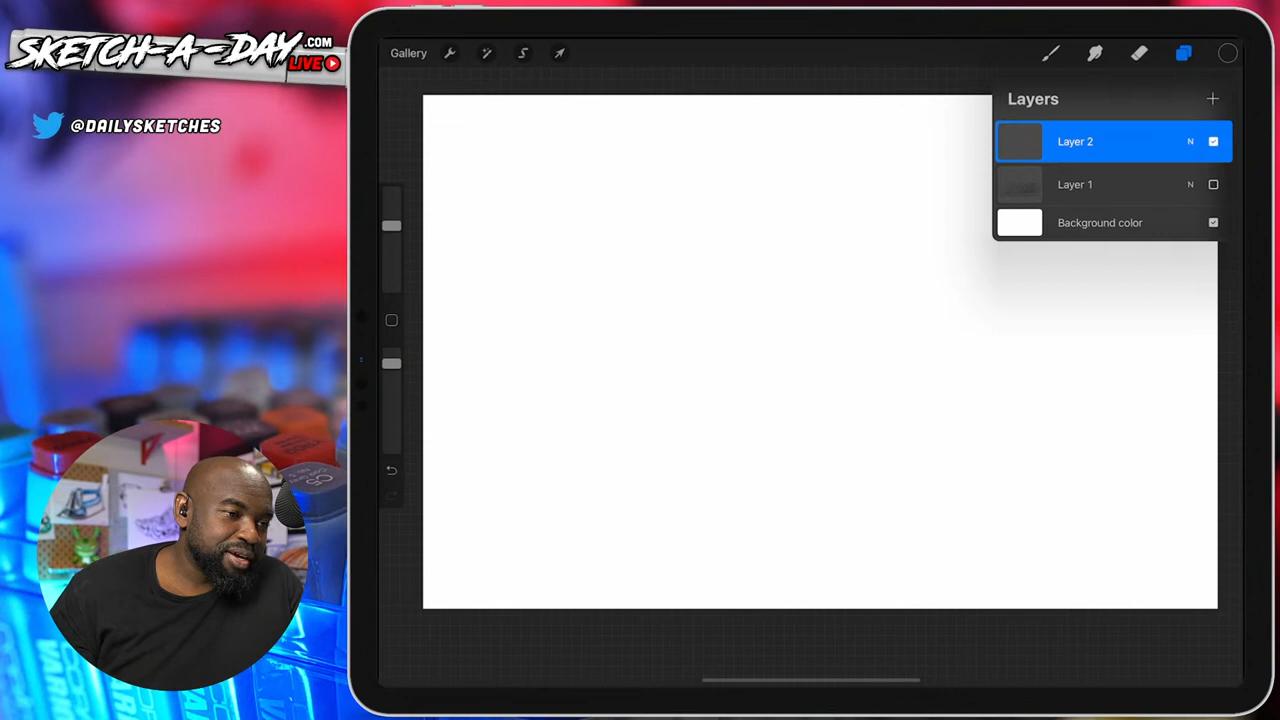 SKETCH-A-DAY.COM
LIVE
@DAILYSKETCHES
Gallery
Layers
Layer 2 N
Layer 1 N
Background color